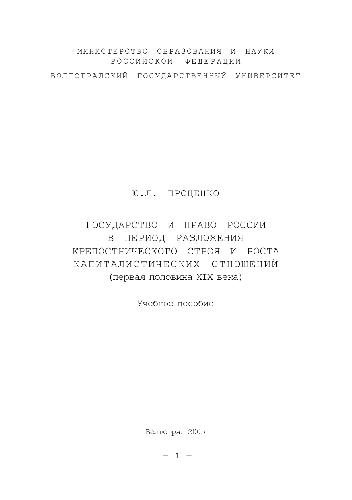 МИНИСТЕРСТВО ОБРАЗОВАНИЯ И НАУКИ
РОССИЙСКОЙ ФЕДЕРАЦИИ
ВОЛГОГРАДСКИЙ ГОСУДАРСТВЕННЫЙ УНИВЕРСИТЕТ
Ю.П. ПРОЦЕНКО
ГОСУДАРСТВО И ПРАВО РОССИИ
В ПЕРИОД РАЗЛОЖЕНИЯ
КРЕПОСТНИЧЕСКОГО СТРОЯ И РОСТА
КАПИТАЛИСТИЧЕСКИХ ОТНОШЕНИЙ
(первая половина XIX века)
Учебное пособие
Волгоград
– 1 –